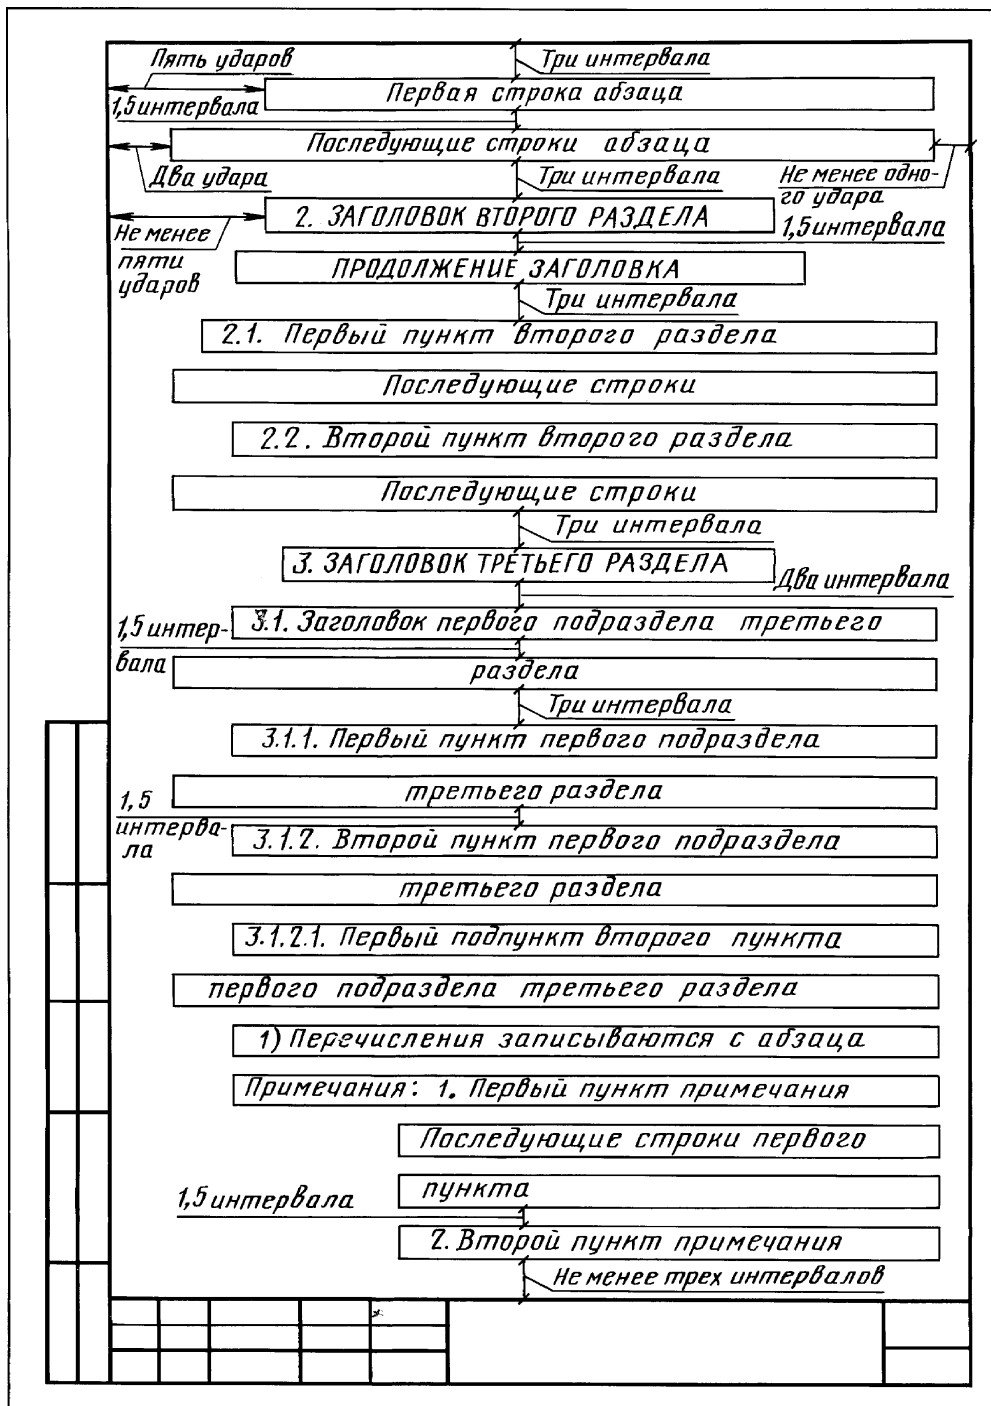 Пять ударов
Три интервала
Первая строка абзаца
1,5 интервала
Последующие строки абзаца
Два удара
Три интервала
Не менее одно-
го удара
2. ЗАГОЛОВОК ВТОРОГО РАЗДЕЛА
1,5 интервала
Не менее
пяти
ударов
ПРОДОЛЖЕНИЕ ЗАГОЛОВКА
Три интервала
2.1. Первый пункт второго раздела
Последующие строки
2.2. Второй пункт второго раздела
Последующие строки
Три интервала
3. ЗАГОЛОВОК ТРЕТЬЕГО РАЗДЕЛА
Два интервала
3.1. Заголовок первого подраздела третьего
1,5 интер-
вала
раздела
Три интервала
3.1.1. Первый пункт первого подраздела
третьего раздела
1,5
интерва-
ла
3.1.2. Второй пункт первого подраздела
третьего раздела
3.1.2.1. Первый подпункт второго пункта
первого подраздела третьего раздела
1) Перечисления записываются с абзаца
Примечания: 1. Первый пункт примечания
Последующие строки первого
пункта
1,5 интервала
2. Второй пункт примечания
Не менее трех интервалов